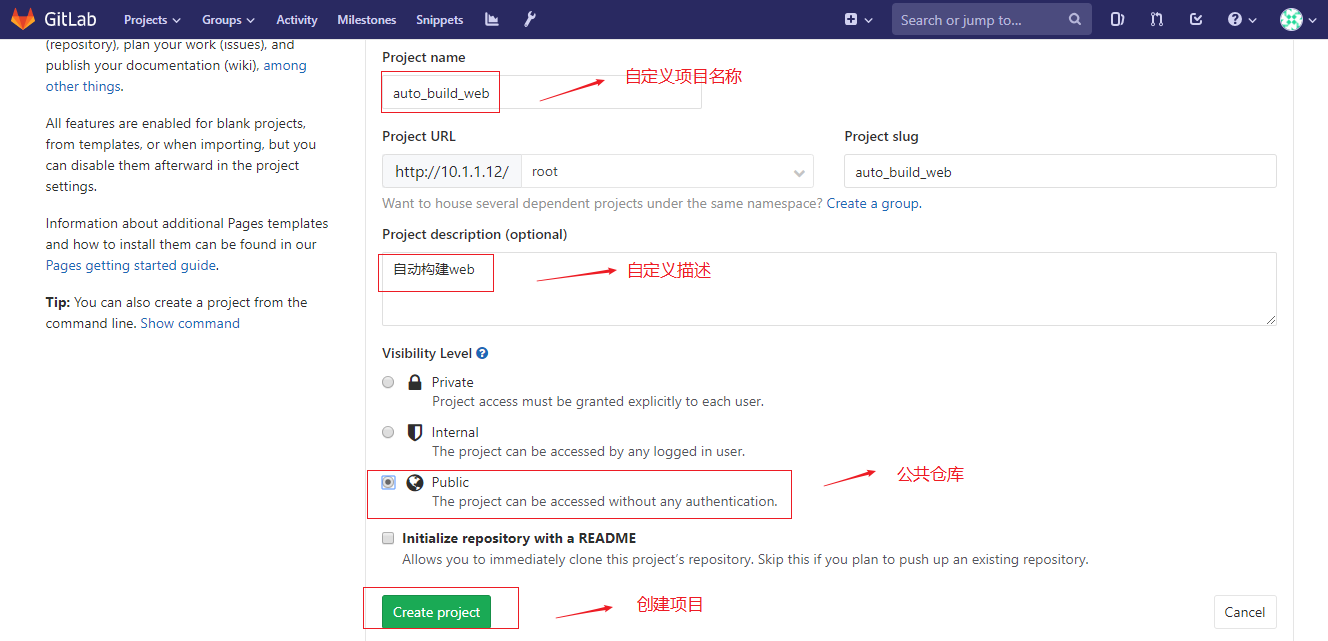 GitLab Projects Groups Activity Milestones Snippets Search or jump to...
(repository), plan your work (issues), and
publish your documentation (wiki), among
other things.
All features are enabled for blank projects,
from templates, or when importing, but you
can disable them afterward in the project
settings.
Information about additional Pages templates
and how to install them can be found in our
Pages getting started guide.
Tip: You can also create a project from the
command line. Show command
Project name
auto_build_web
自定义项目名称
Project URL
Project slug
http://10.1.1.12/ root
auto_build_web
Want to house several dependent projects under the same namespace? Create a group.
Project description (optional)
自动构建web
自定义描述
Visibility Level
Private
Project access must be granted explicitly to each user.
Internal
The project can be accessed by any logged in user.
Public
The project can be accessed without any authentication.
公共仓库
Initialize repository with a README
Allows you to immediately clone this project's repository. Skip this if you plan to push up an existing repository.
Create project
创建项目
Cancel